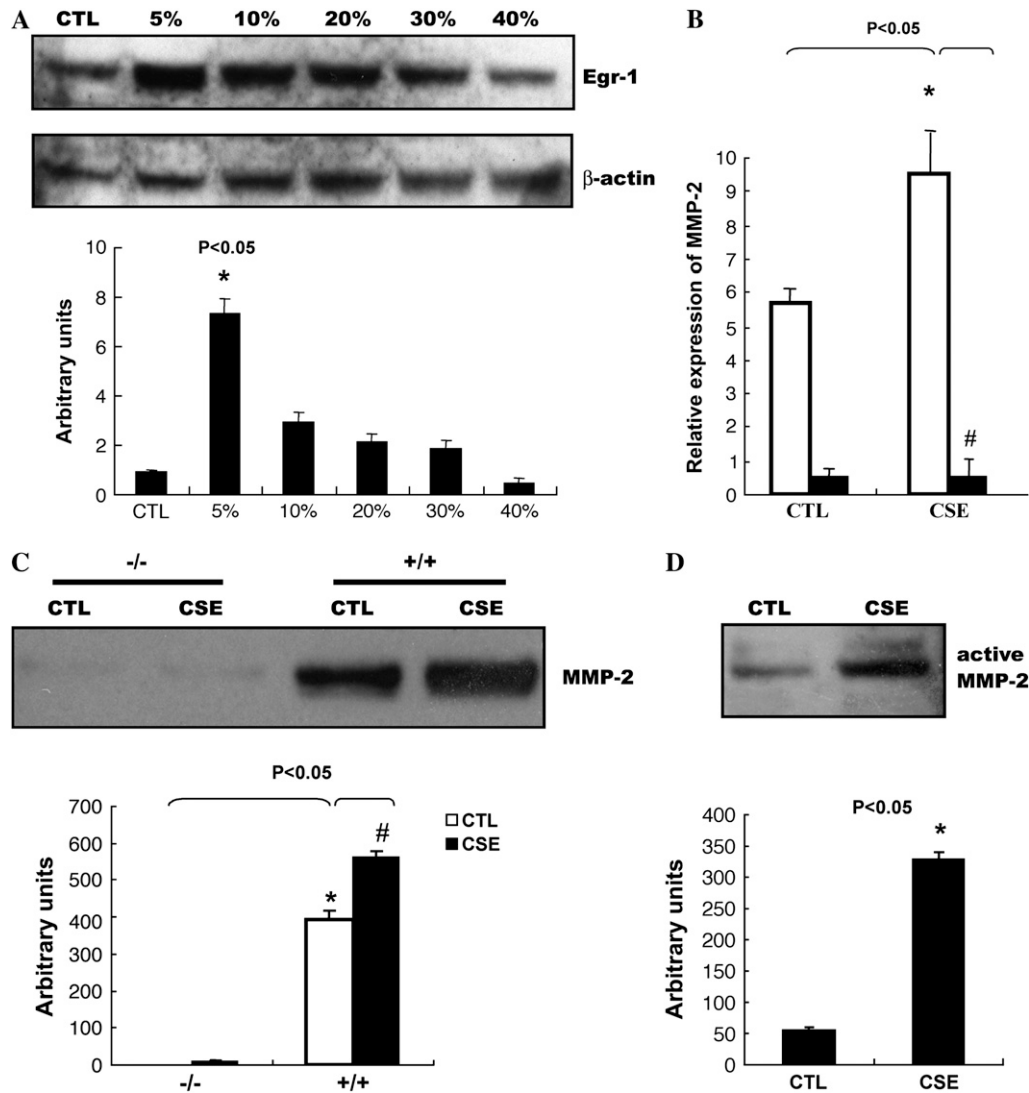 A
CTL 5% 10% 20% 30% 40%
Egr-1
β-actin
P<0.05
*
Arbitrary units
10
8
6
4
2
0
CTL 5% 10% 20% 30% 40%
B
P<0.05
*
#
Relative expression of MMP-2
10
9
8
7
6
5
4
3
2
1
0
CTL CSE
C
-/- +/+
CTL CSE CTL CSE
MMP-2
P<0.05
CTL
CSE
#
*
Arbitrary units
700
600
500
400
300
200
100
0
-/- +/+
D
CTL CSE
active
MMP-2
P<0.05
*
Arbitrary units
400
350
300
250
200
150
100
50
0
CTL CSE